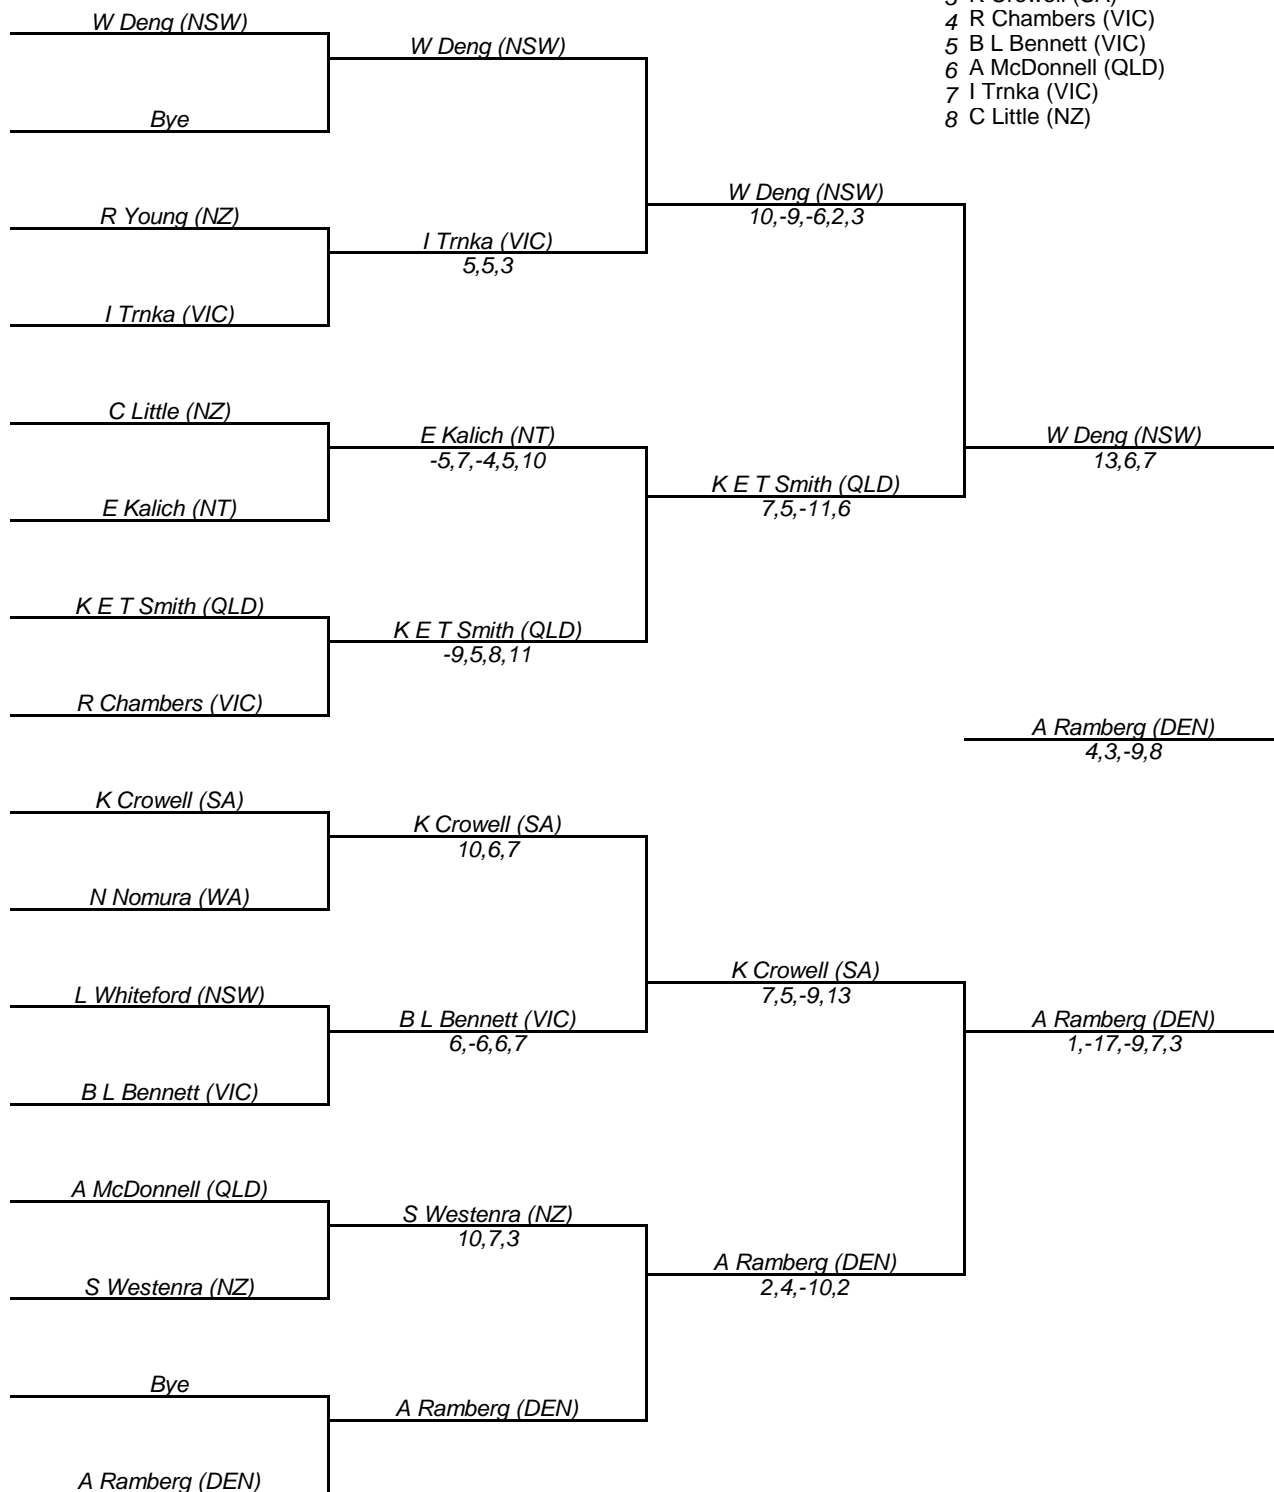 4 R Chambers (VIC)
5 B L Bennett (VIC)
6 A McDonnell (QLD)
7 I Trnka (VIC)
8 C Little (NZ)
W Deng (NSW)
W Deng (NSW)
Bye
W Deng (NSW)
10,-9,-6,2,3
R Young (NZ)
I Trnka (VIC)
5,5,3
I Trnka (VIC)
C Little (NZ)
E Kalich (NT)
-5,7,-4,5,10
W Deng (NSW)
13,6,7
K E T Smith (QLD)
7,5,-11,6
E Kalich (NT)
K E T Smith (QLD)
K E T Smith (QLD)
-9,5,8,11
R Chambers (VIC)
A Ramberg (DEN)
4,3,-9,8
K Crowell (SA)
K Crowell (SA)
10,6,7
N Nomura (WA)
K Crowell (SA)
7,5,-9,13
L Whiteford (NSW)
B L Bennett (VIC)
6,-6,6,7
A Ramberg (DEN)
1,-17,-9,7,3
B L Bennett (VIC)
A McDonnell (QLD)
S Westenra (NZ)
10,7,3
A Ramberg (DEN)
2,4,-10,2
S Westenra (NZ)
Bye
A Ramberg (DEN)
A Ramberg (DEN)